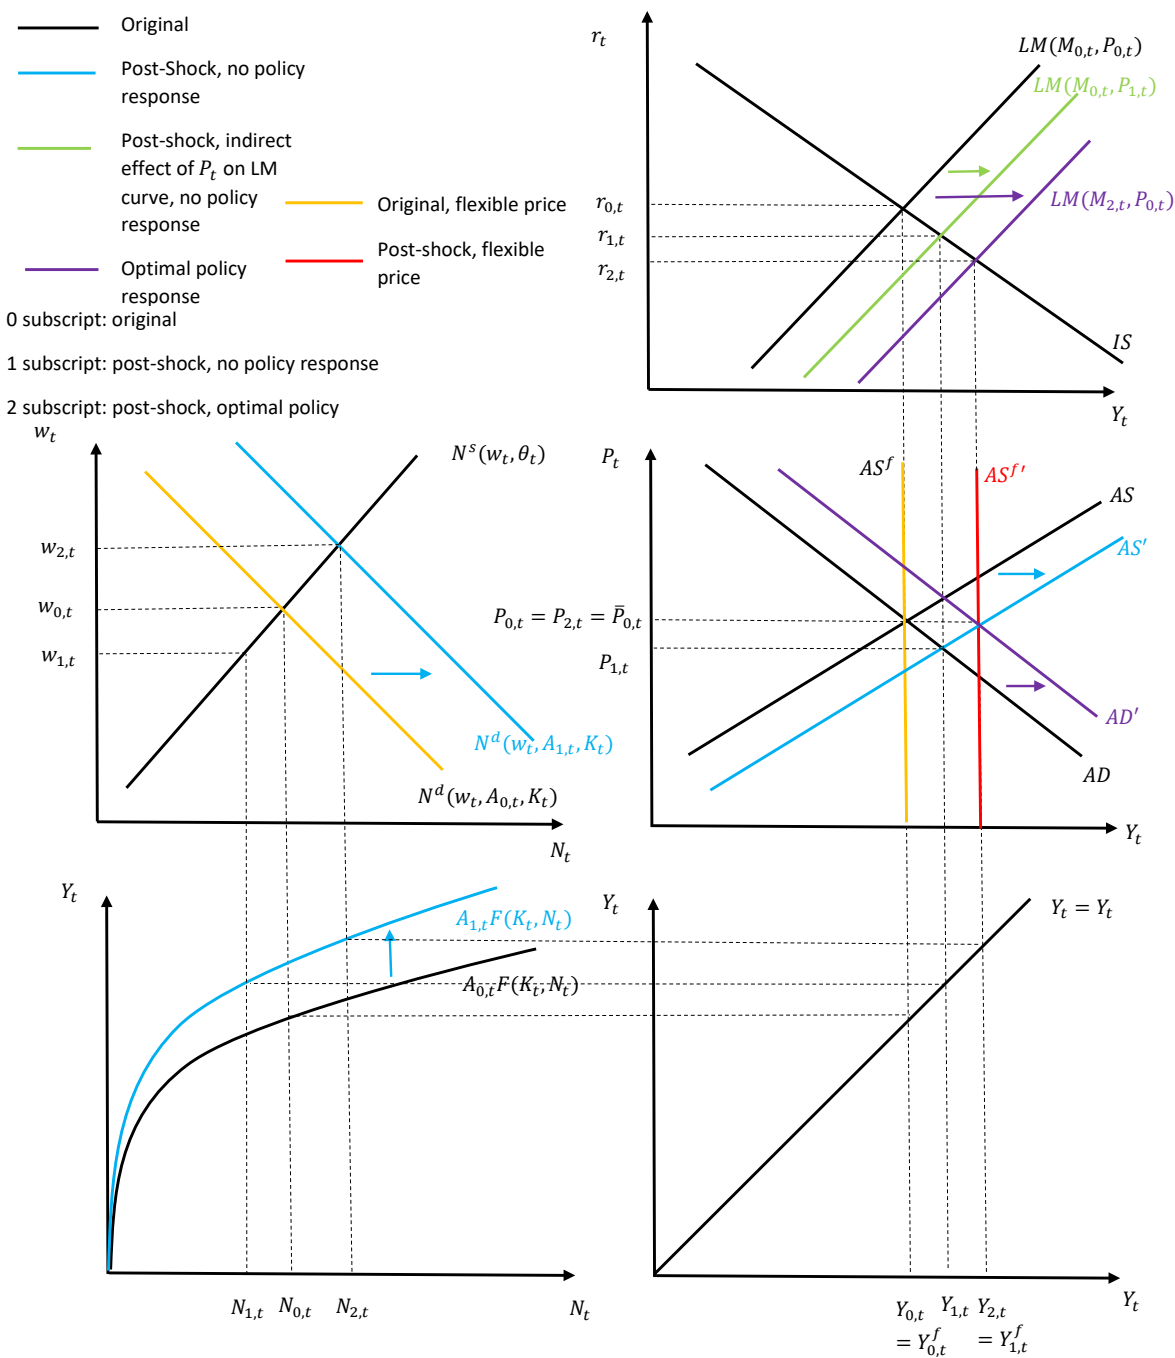 Original
Post-Shock, no policy
response
Post-shock, indirect
effect of P_t on LM
curve, no policy
response
Original, flexible price
Post-shock, flexible
price
Optimal policy
response
0 subscript: original
1 subscript: post-shock, no policy response
2 subscript: post-shock, optimal policy
r_t
LM(M_{0,t}, P_{0,t})
LM(M_{0,t}, P_{1,t})
LM(M_{2,t}, P_{0,t})
r_{0,t}
r_{1,t}
r_{2,t}
IS
Y_t
w_t
N^s(w_t, θ_t)
w_{2,t}
w_{0,t}
w_{1,t}
N^d(w_t, A_{1,t}, K_t)
N^d(w_t, A_{0,t}, K_t)
N_t
P_t
AS^f
AS^{f'}
AS
AS'
P_{0,t} = P_{2,t} = P̄_{0,t}
P_{1,t}
AD'
AD
Y_t
Y_t
A_{1,t}F(K_t, N_t)
A_{0,t}F(K_t, N_t)
N_{1,t}
N_{0,t}
N_{2,t}
N_t
Y_t
Y_t = Y_t
Y_{0,t}
= Y^f_{0,t}
Y_{1,t}
Y_{2,t}
= Y^f_{1,t}
Y_t